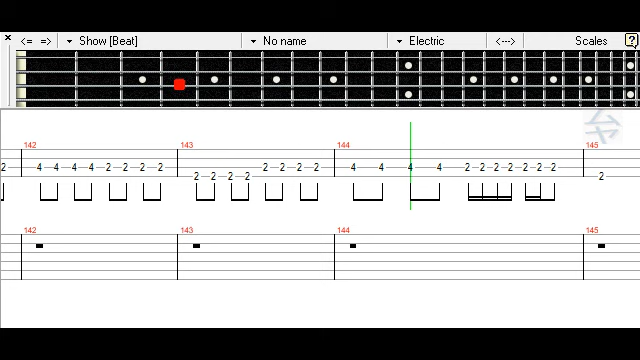 × <= => Show [Beat] No name Electric <---> Scales ?
142 143 144 145
2 4 4 4 4 2 2 2 2 2 2 2 2 2 2 2 2 4 4 4 4 2 2 2 2 2 2 2 2
142 143 144 145